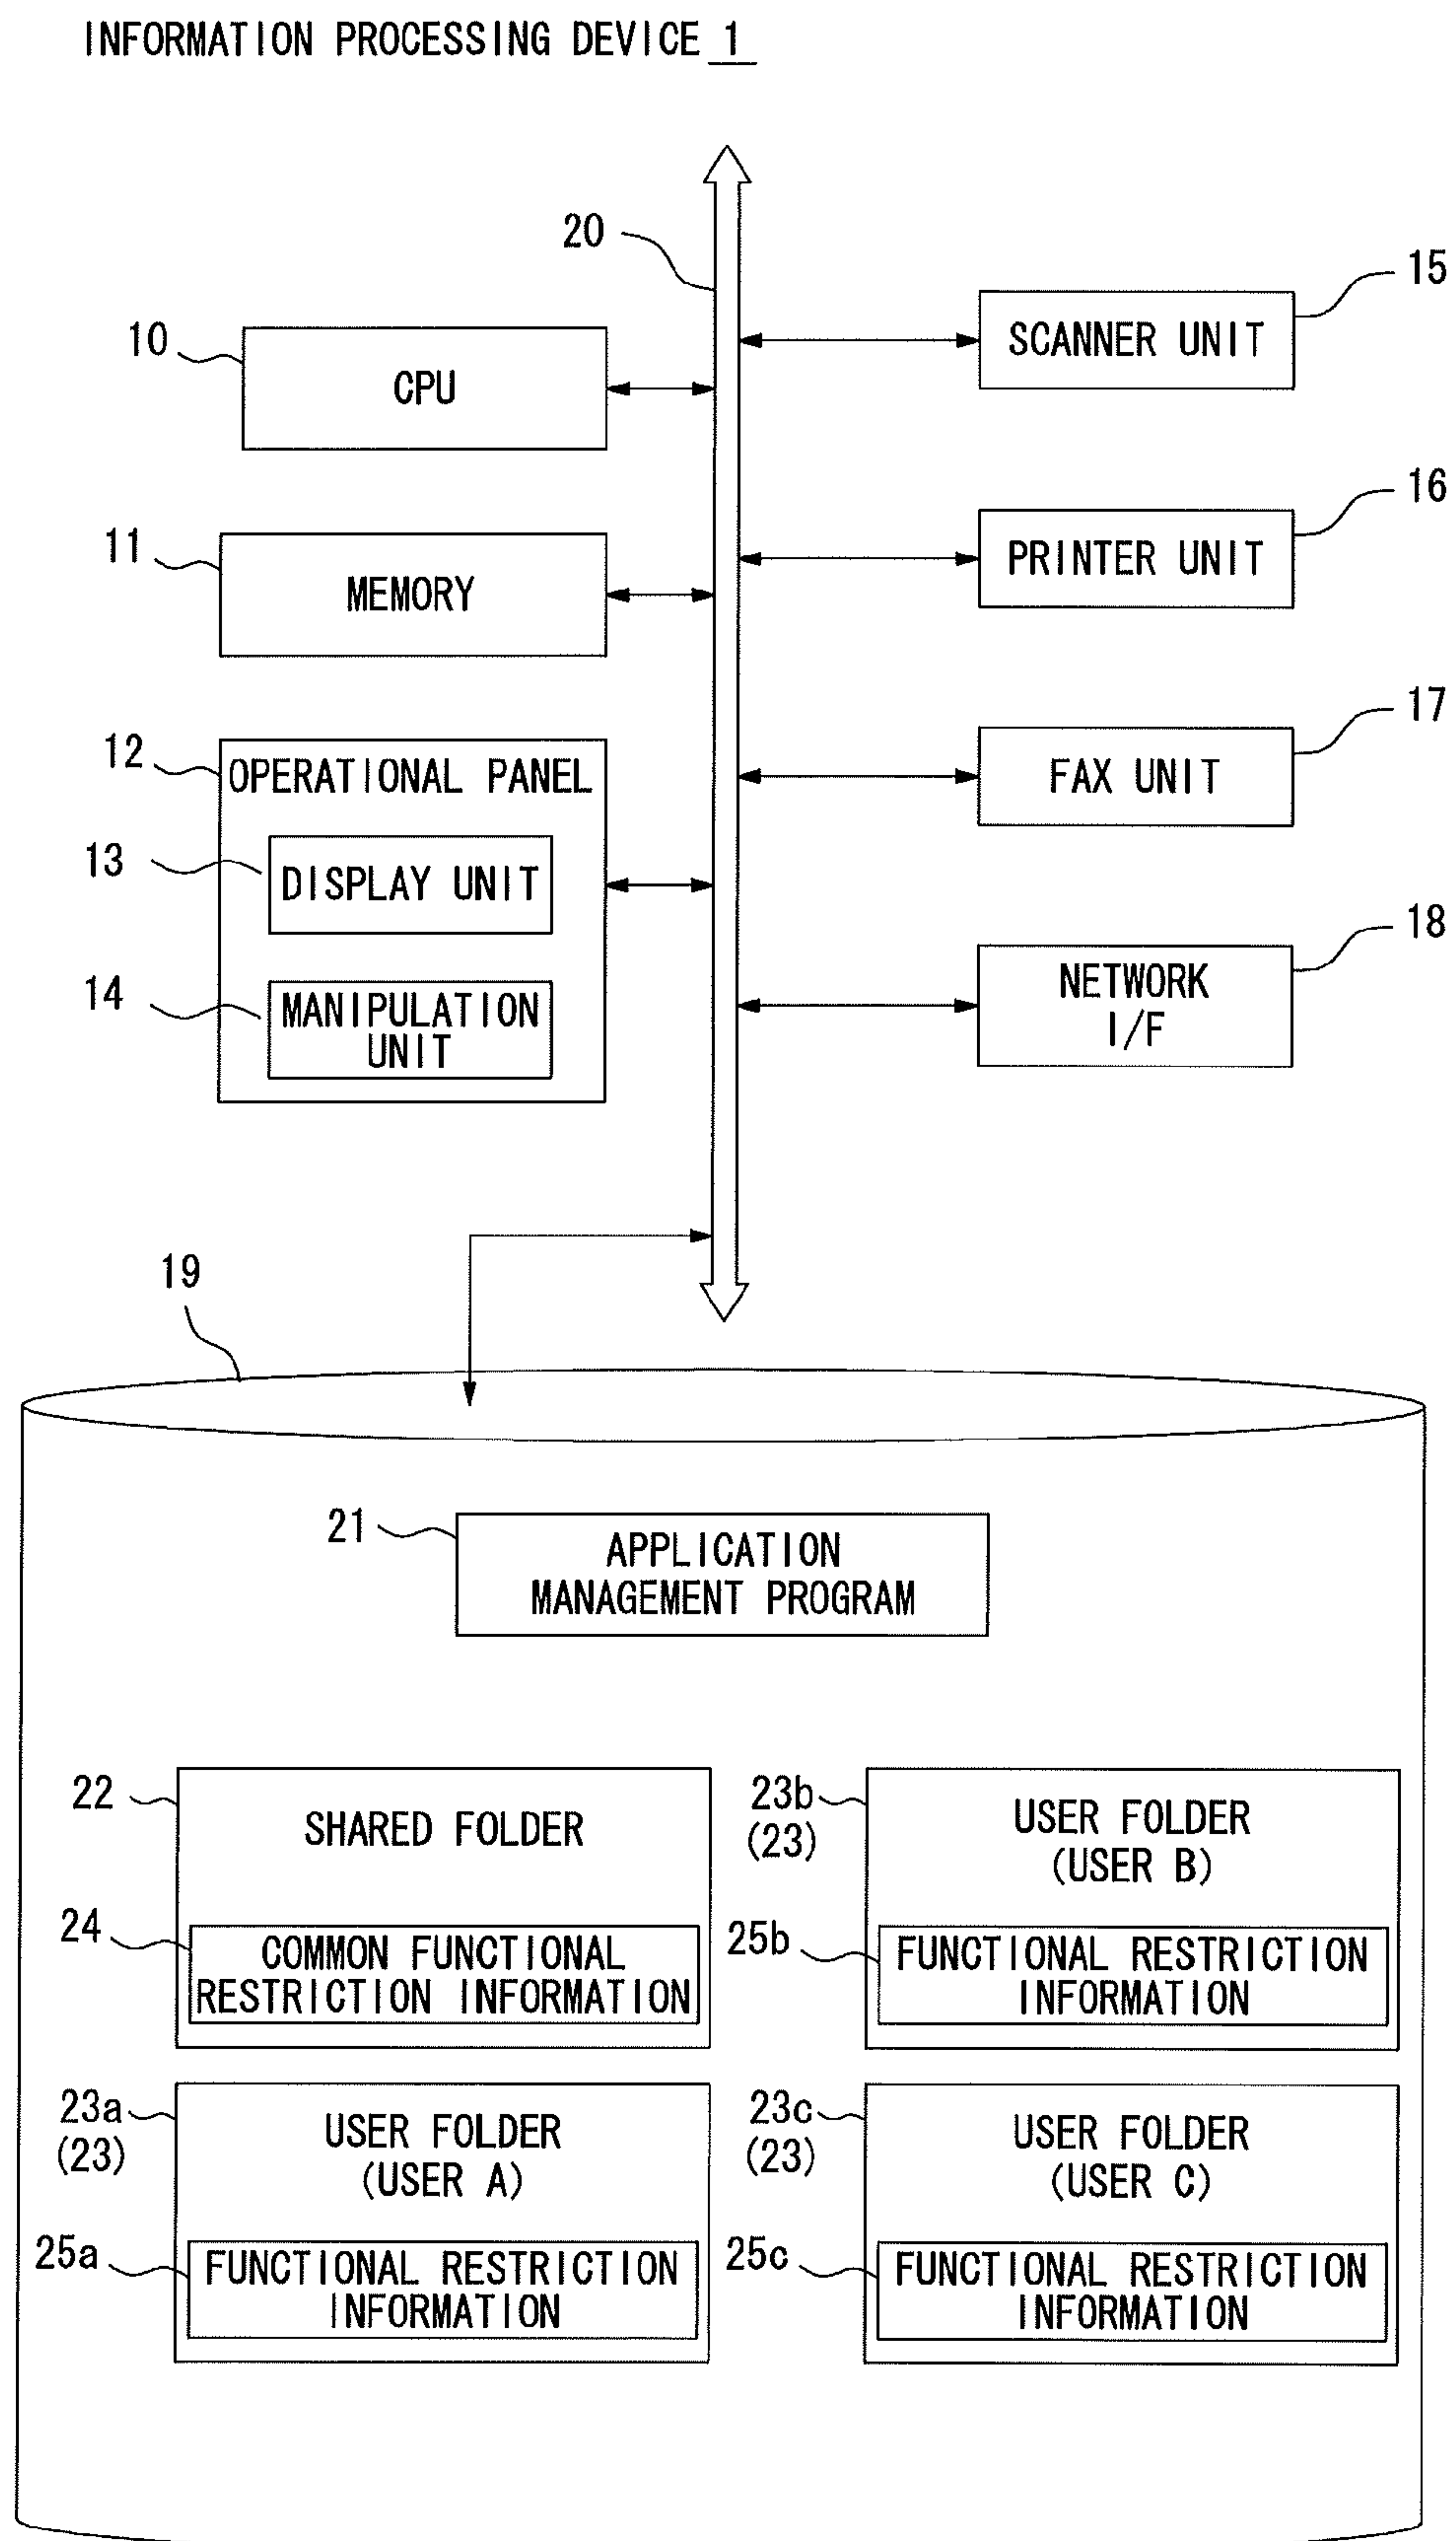 INFORMATION PROCESSING DEVICE 1
20
15
SCANNER UNIT
10
CPU
16
PRINTER UNIT
11
MEMORY
17
FAX UNIT
12
OPERATIONAL PANEL
13
DISPLAY UNIT
14
MANIPULATION
UNIT
18
NETWORK
I/F
19
21
APPLICATION
MANAGEMENT PROGRAM
22
SHARED FOLDER
24
COMMON FUNCTIONAL
RESTRICTION INFORMATION
23b
(23)
USER FOLDER
(USER B)
25b
FUNCTIONAL RESTRICTION
INFORMATION
23a
(23)
USER FOLDER
(USER A)
25a
FUNCTIONAL RESTRICTION
INFORMATION
23c
(23)
USER FOLDER
(USER C)
25c
FUNCTIONAL RESTRICTION
INFORMATION